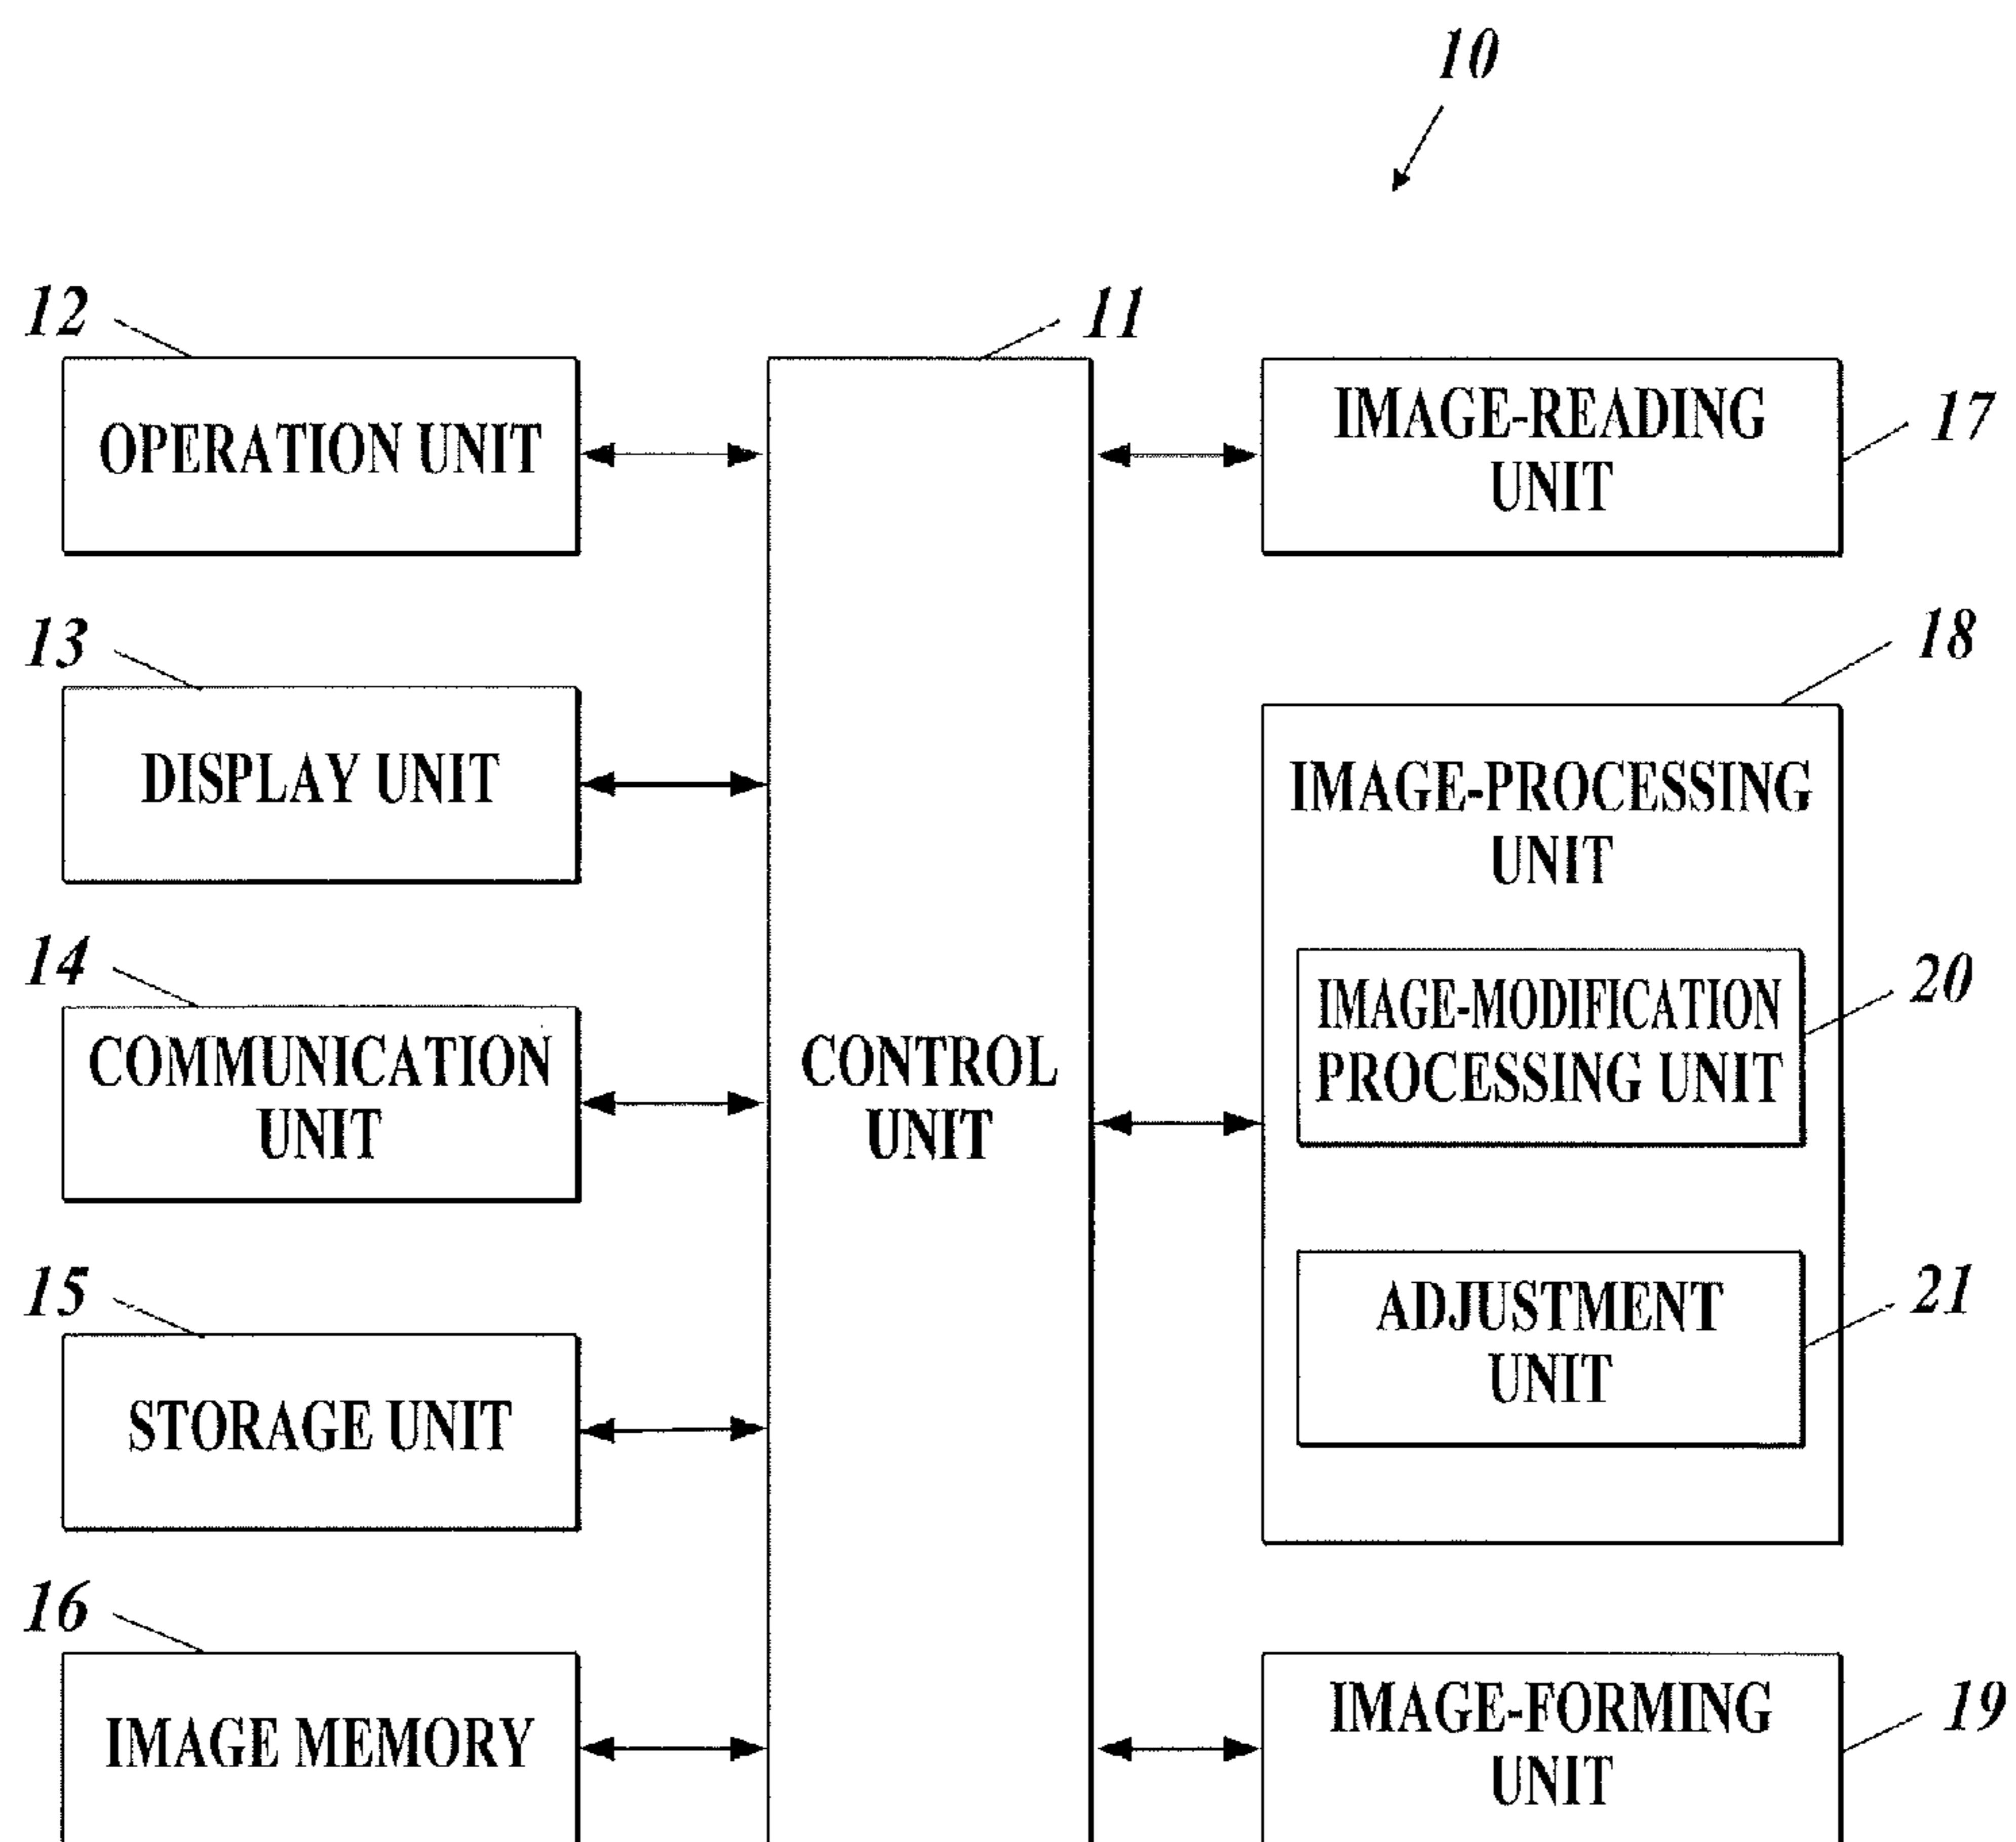 10
12
11
OPERATION UNIT
IMAGE-READING
UNIT
17
13
DISPLAY UNIT
18
IMAGE-PROCESSING
UNIT
14
COMMUNICATION
UNIT
CONTROL
UNIT
20
IMAGE-MODIFICATION
PROCESSING UNIT
15
STORAGE UNIT
21
ADJUSTMENT
UNIT
16
IMAGE MEMORY
IMAGE-FORMING
UNIT
19